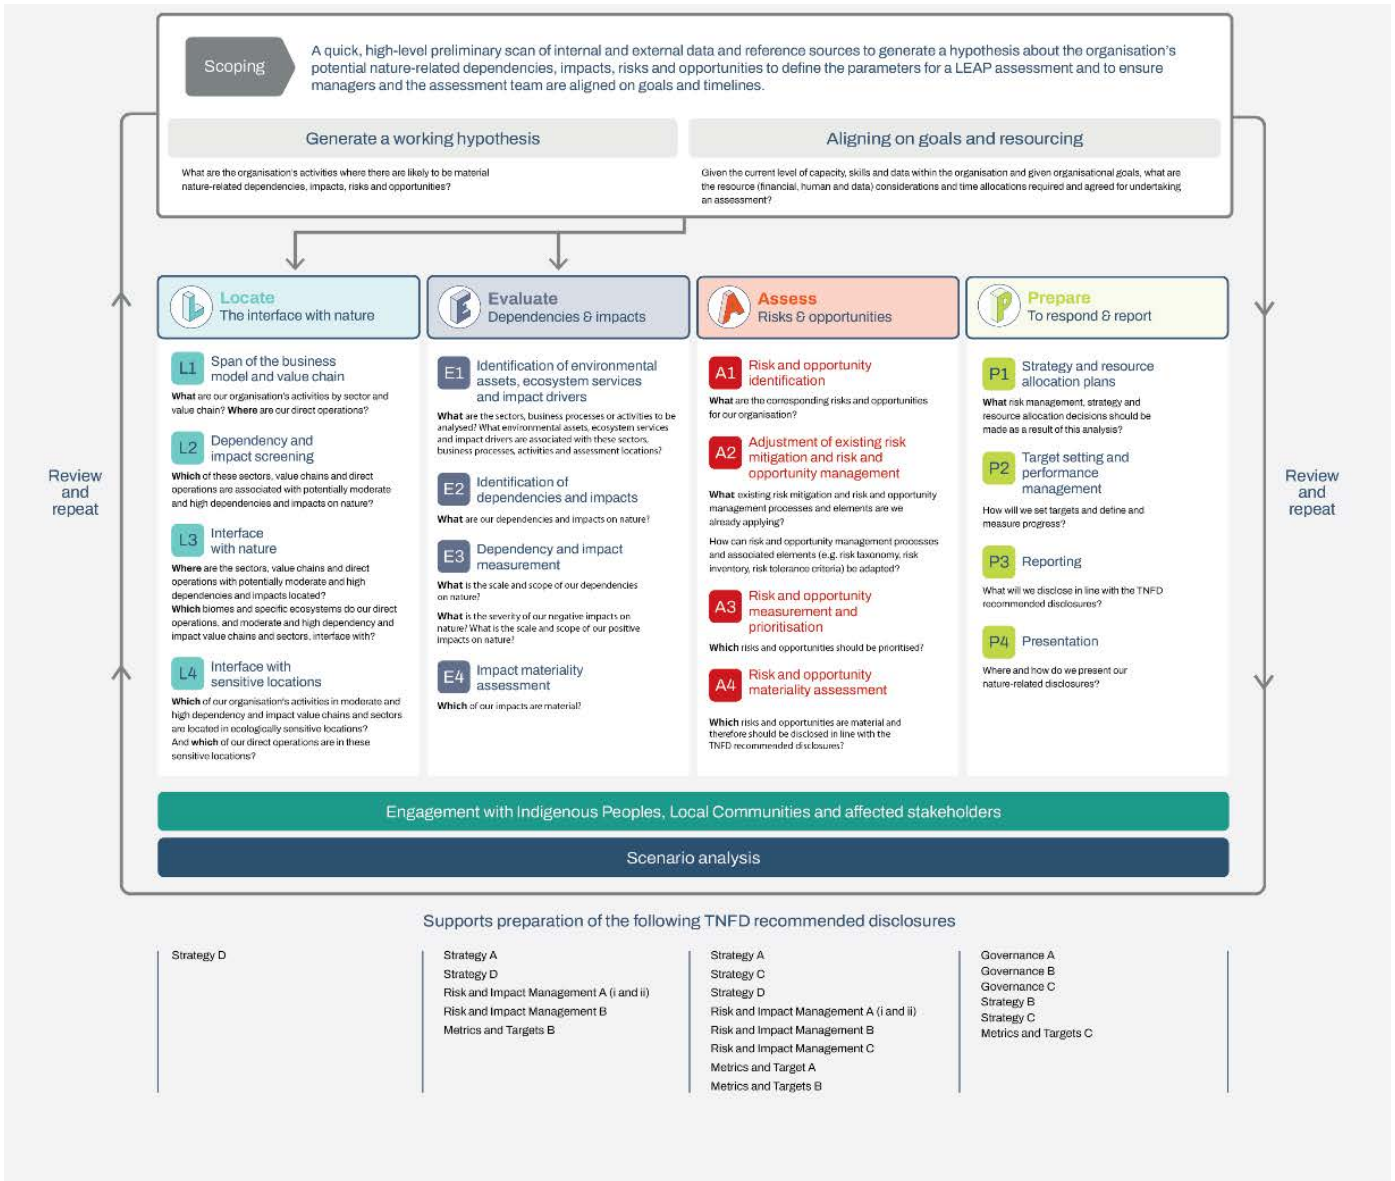 Scoping
A quick, high-level preliminary scan of internal and external data and reference sources to generate a hypothesis about the organisation's
potential nature-related dependencies, impacts, risks and opportunities to define the parameters for a LEAP assessment and to ensure
managers and the assessment team are aligned on goals and timelines.
Generate a working hypothesis
What are the organisation's activities where there are likely to be material
nature-related dependencies, impacts, risks and opportunities?
Aligning on goals and resourcing
Given the current level of capacity, skills and data within the organisation and given organisational goals, what are
the resource (financial, human and data) considerations and time allocations required and agreed for undertaking
an assessment?
Review
and
repeat
L
Locate
The interface with nature
L1
Span of the business
model and value chain
What are our organisation's activities by sector and
value chain? Where are our direct operations?
L2
Dependency and
impact screening
Which of these sectors, value chains and direct
operations are associated with potentially moderate
and high dependencies and impacts on nature?
L3
Interface
with nature
Where are the sectors, value chains and direct
operations with potentially moderate and high
dependencies and impacts located?
Which biomes and specific ecosystems do our direct
operations, and moderate and high dependency and
impact value chains and sectors, interface with?
L4
Interface with
sensitive locations
Which of our organisation's activities in moderate and
high dependency and impact value chains and sectors
are located in ecologically sensitive locations?
And which of our direct operations are in these
sensitive locations?
E
Evaluate
Dependencies & impacts
E1
Identification of environmental
assets, ecosystem services
and impact drivers
What are the sectors, business processes or activities to be
analysed? What environmental assets, ecosystem services
and impact drivers are associated with these sectors,
business processes, activities and assessment locations?
E2
Identification of
dependencies and impacts
What are our dependencies and impacts on nature?
E3
Dependency and impact
measurement
What is the scale and scope of our dependencies
on nature?
What is the severity of our negative impacts on
nature? What is the scale and scope of our positive
impacts on nature?
E4
Impact materiality
assessment
Which of our impacts are material?
A
Assess
Risks & opportunities
A1
Risk and opportunity
identification
What are the corresponding risks and opportunities
for our organisation?
A2
Adjustment of existing risk
mitigation and risk and
opportunity management
What existing risk mitigation and risk and opportunity
management processes and elements are we
already applying?
How can risk and opportunity management processes
and associated elements (e.g. risk taxonomy, risk
inventory, risk tolerance criteria) be adapted?
A3
Risk and opportunity
measurement and
prioritisation
Which risks and opportunities should be prioritised?
A4
Risk and opportunity
materiality assessment
Which risks and opportunities are material and
therefore should be disclosed in line with the
TNFD recommended disclosures?
P
Prepare
To respond & report
P1
Strategy and resource
allocation plans
What risk management, strategy and
resource allocation decisions should be
made as a result of this analysis?
P2
Target setting and
performance
management
How will we set targets and define and
measure progress?
P3
Reporting
What will we disclose in line with the TNFD
recommended disclosures?
P4
Presentation
Where and how do we present our
nature-related disclosures?
Review
and
repeat
Engagement with Indigenous Peoples, Local Communities and affected stakeholders
Scenario analysis
Supports preparation of the following TNFD recommended disclosures
Strategy D
Strategy A
Strategy D
Risk and Impact Management A (i and ii)
Risk and Impact Management B
Metrics and Targets B
Strategy A
Strategy C
Strategy D
Risk and Impact Management A (i and ii)
Risk and Impact Management B
Risk and Impact Management C
Metrics and Target A
Metrics and Targets B
Governance A
Governance B
Governance C
Strategy B
Strategy C
Metrics and Targets C